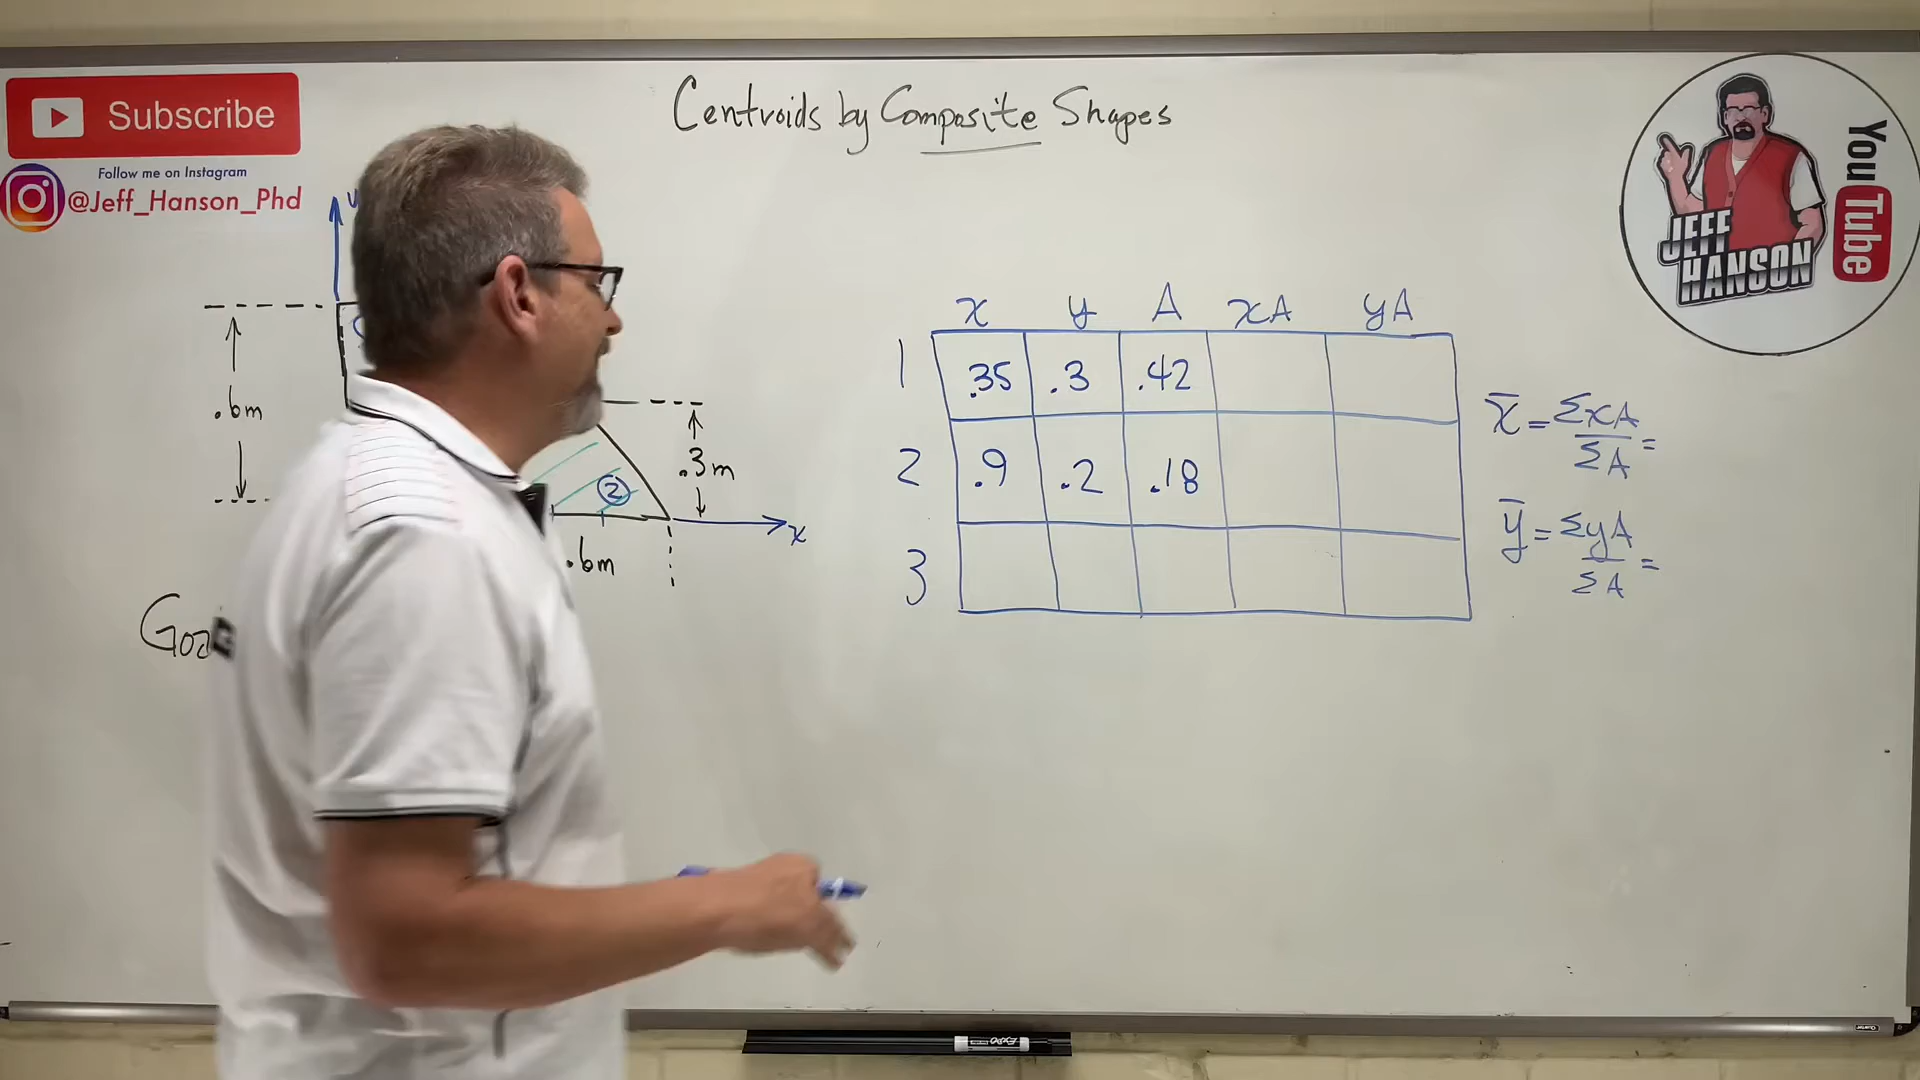 Subscribe
Follow me on Instagram
@Jeff_Hanson_Phd
Centroids by Composite Shapes
JEFF
HANSON
YouTube
.6m
.3m
②
x
.6m
x y A xA yA
1 .35 .3 .42
2 .9 .2 .18
3
x̄ = ΣxA / ΣA =
ȳ = ΣyA / ΣA =
EXPO